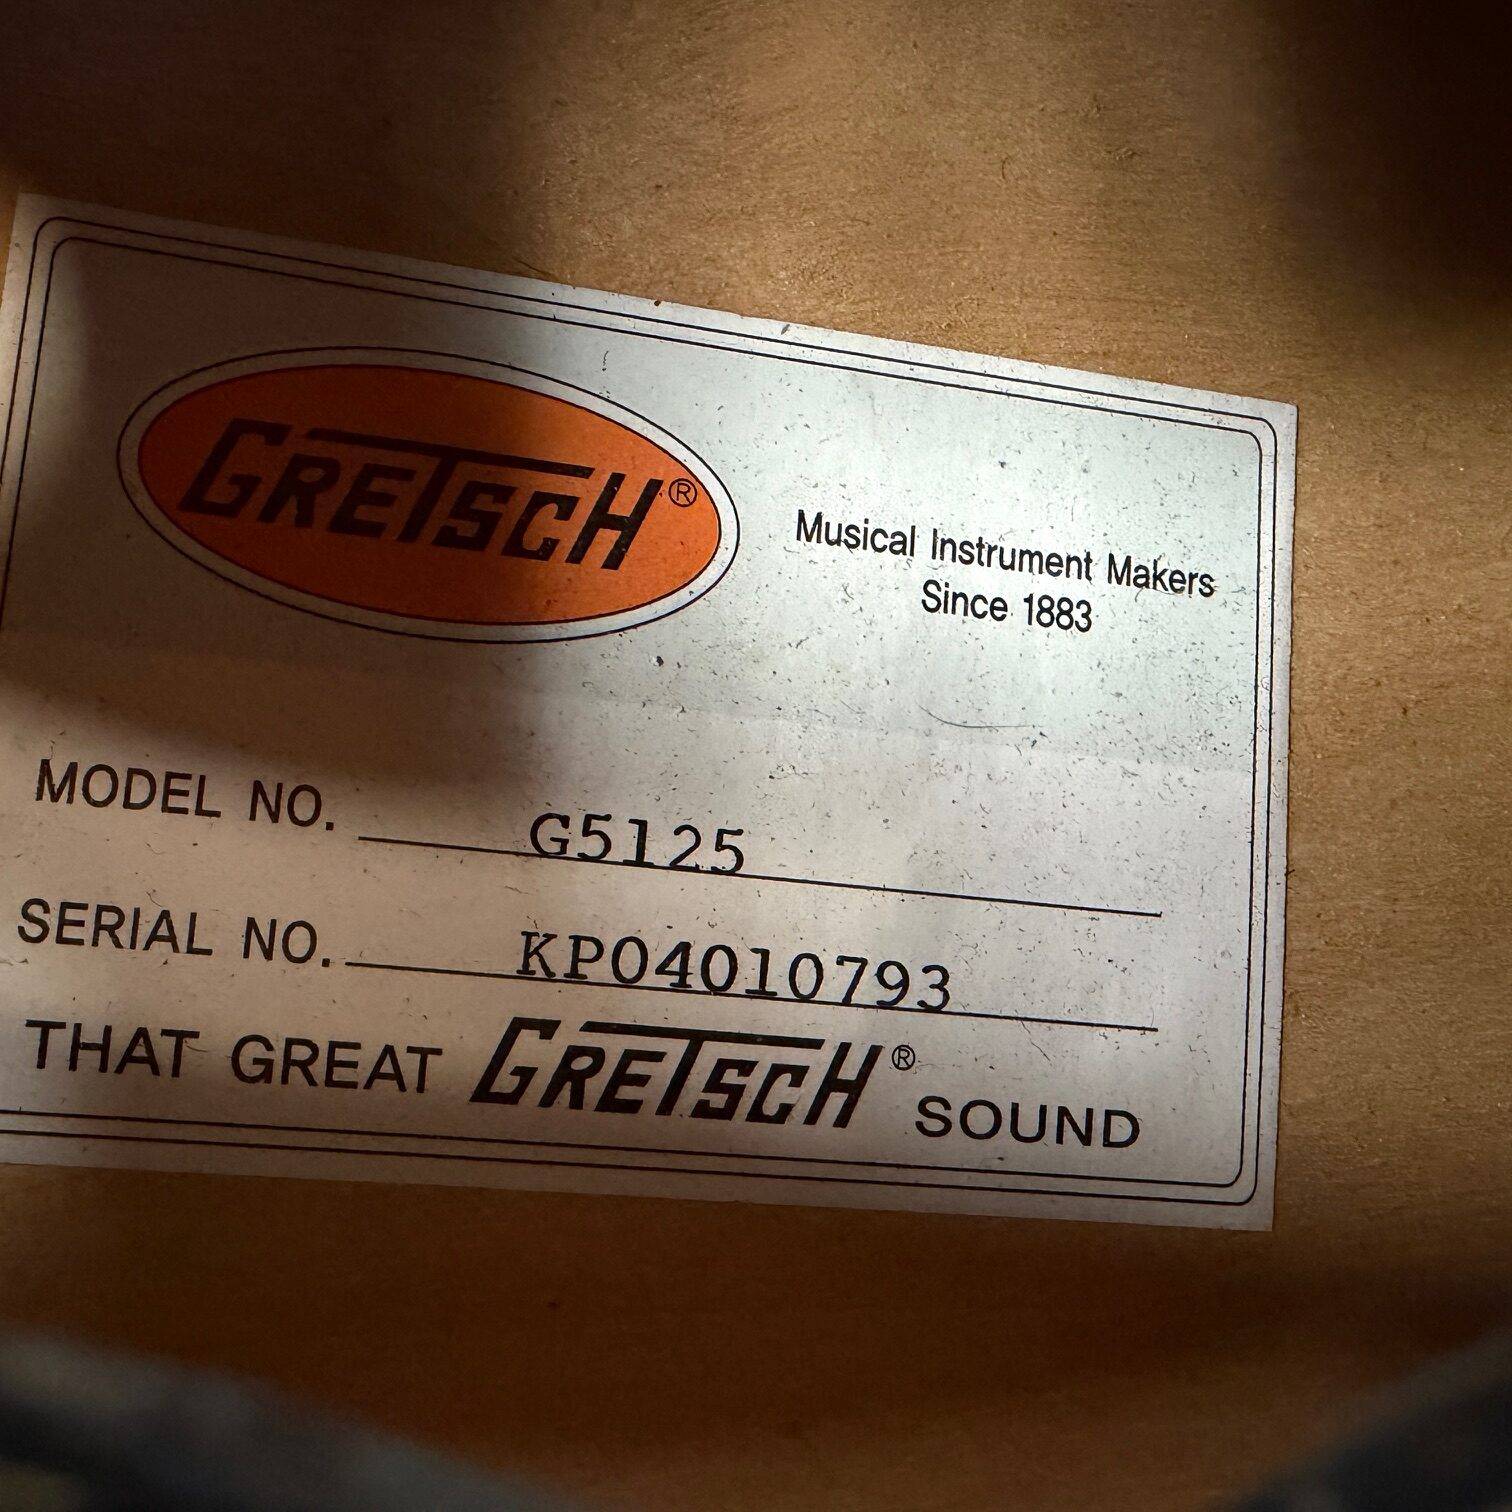 GRETSCH®
Musical Instrument Makers
Since 1883
MODEL NO. G5125
SERIAL NO. KP04010793
THAT GREAT GRETSCH® SOUND